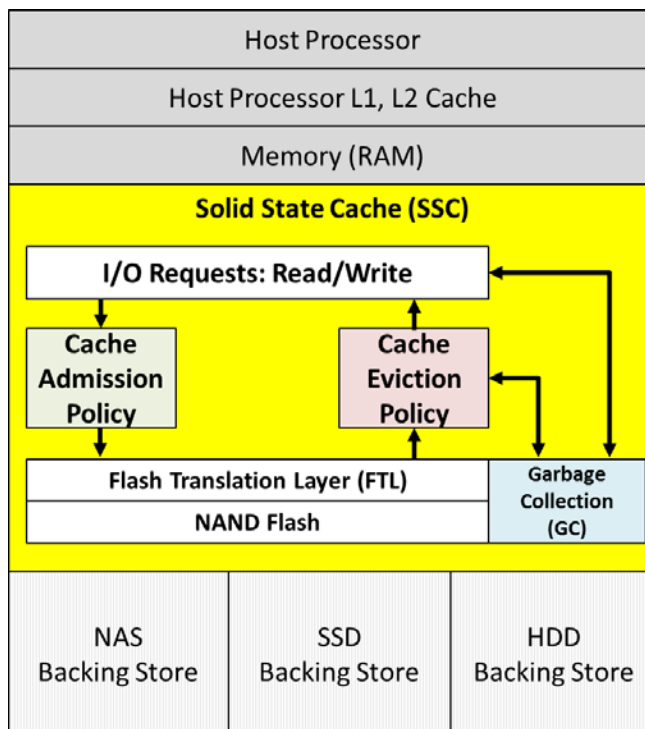 Host Processor
Host Processor L1, L2 Cache
Memory (RAM)
Solid State Cache (SSC)
I/O Requests: Read/Write
Cache
Admission
Policy
Cache
Eviction
Policy
Flash Translation Layer (FTL)
NAND Flash
Garbage
Collection
(GC)
NAS
Backing Store
SSD
Backing Store
HDD
Backing Store